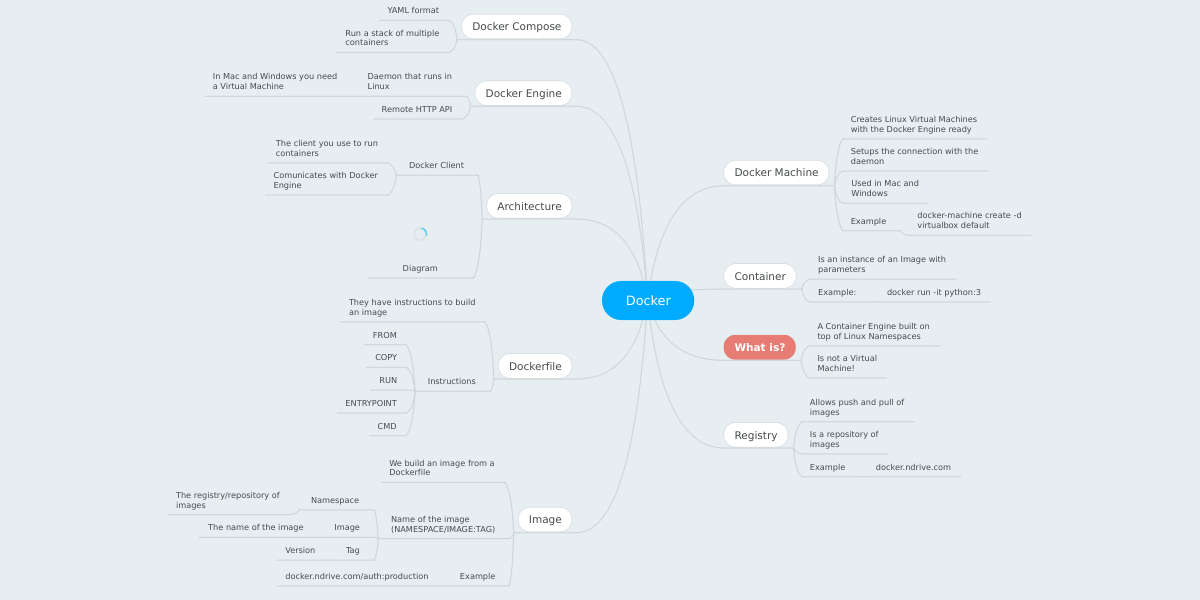 YAML format
Run a stack of multiple
containers
Docker Compose
In Mac and Windows you need
a Virtual Machine
Daemon that runs in
Linux
Remote HTTP API
Docker Engine
The client you use to run
containers
Comunicates with Docker
Engine
Docker Client
Diagram
Architecture
They have instructions to build
an image
FROM
COPY
RUN
ENTRYPOINT
CMD
Instructions
Dockerfile
We build an image from a
Dockerfile
The registry/repository of
images
Namespace
The name of the image
Image
Version
Tag
Name of the image
(NAMESPACE/IMAGE:TAG)
docker.ndrive.com/auth:production
Example
Image
Docker
Docker Machine
Creates Linux Virtual Machines
with the Docker Engine ready
Setups the connection with the
daemon
Used in Mac and
Windows
Example
docker-machine create -d
virtualbox default
Container
Is an instance of an Image with
parameters
Example:
docker run -it python:3
What is?
A Container Engine built on
top of Linux Namespaces
Is not a Virtual
Machine!
Registry
Allows push and pull of
images
Is a repository of
images
Example
docker.ndrive.com